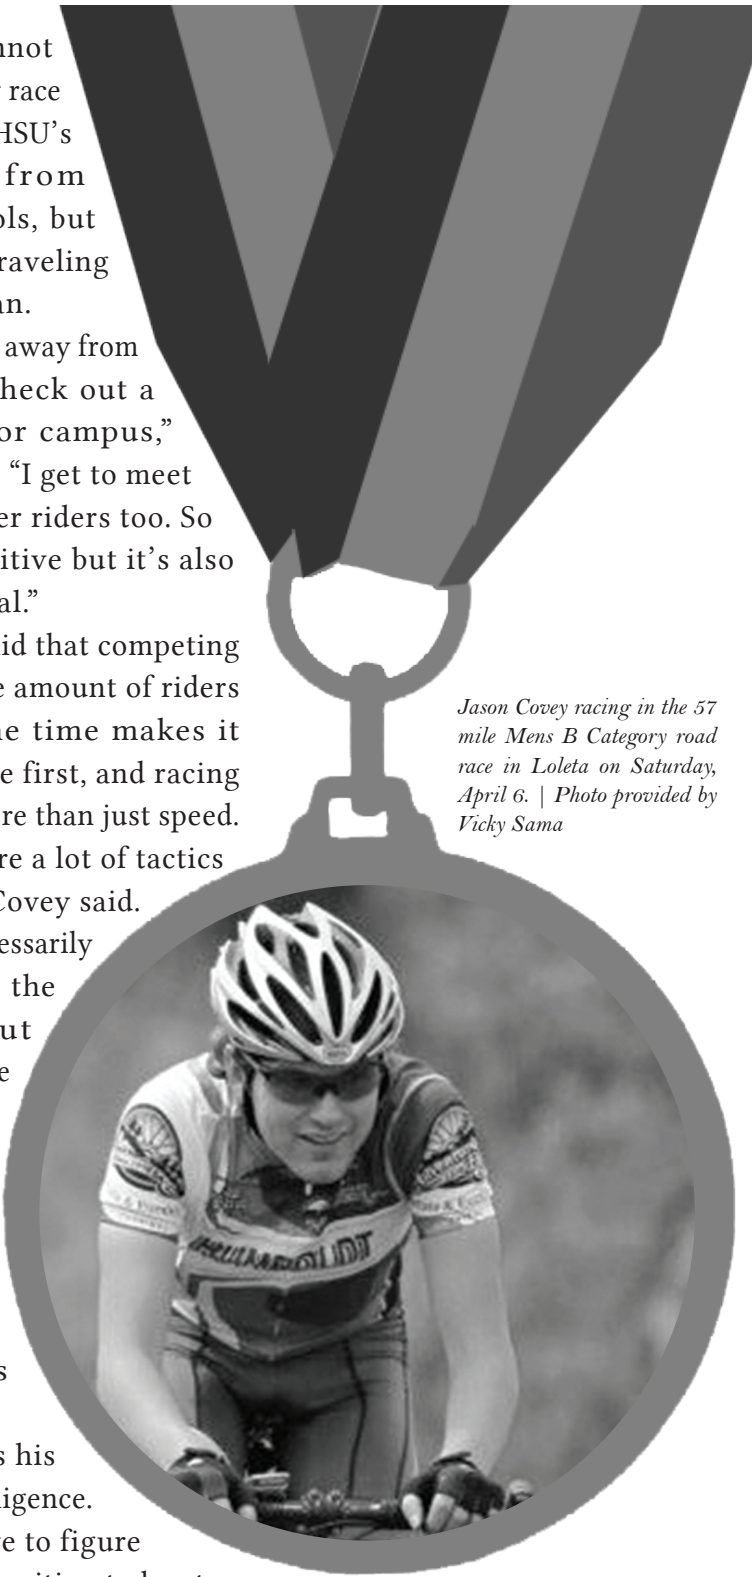 nnot
race
HSU's
from
ols, but
raveling
an.
away from
heck out a
or campus,”
“I get to meet
er riders too. So
itive but it’s also
al.”
id that competing
e amount of riders
e time makes it
e first, and racing
re than just speed.
re a lot of tactics
Covey said.
essarily
the
ut
e
s
s his
igence.
e to figure
Jason Covey racing in the 57
mile Mens B Category road
race in Loleta on Saturday,
April 6. | Photo provided by
Vicky Sama
HUMBOLDT